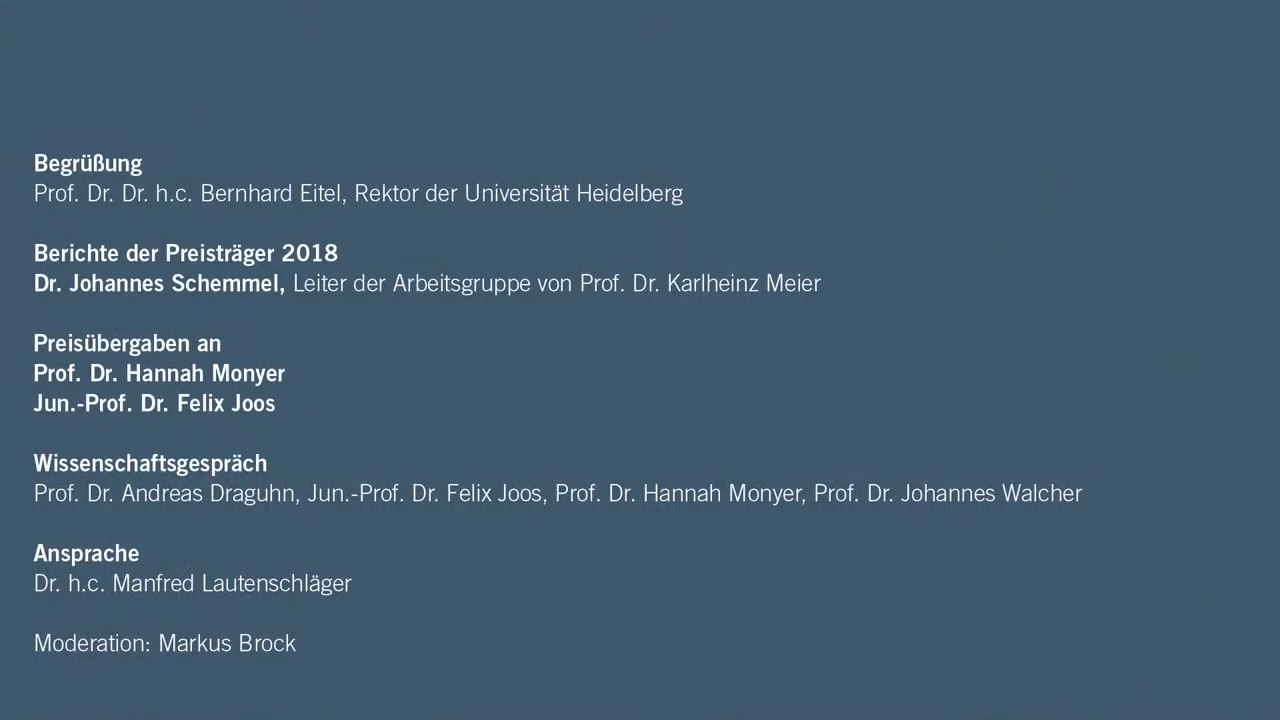 Begrüßung
Prof. Dr. Dr. h.c. Bernhard Eitel, Rektor der Universität Heidelberg
Berichte der Preisträger 2018
Dr. Johannes Schemmel, Leiter der Arbeitsgruppe von Prof. Dr. Karlheinz Meier
Preisübergaben an
Prof. Dr. Hannah Monyer
Jun.-Prof. Dr. Felix Joos
Wissenschaftsgespräch
Prof. Dr. Andreas Draguhn, Jun.-Prof. Dr. Felix Joos, Prof. Dr. Hannah Monyer, Prof. Dr. Johannes Walcher
Ansprache
Dr. h.c. Manfred Lautenschläger
Moderation: Markus Brock